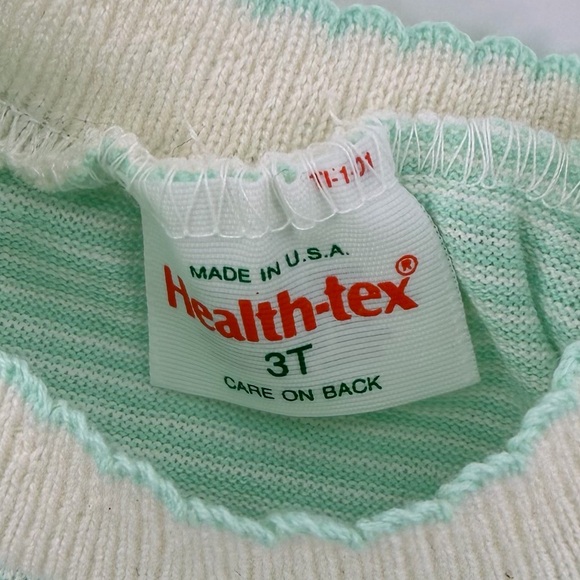 MADE IN U.S.A.
Health-tex®
3T
CARE ON BACK